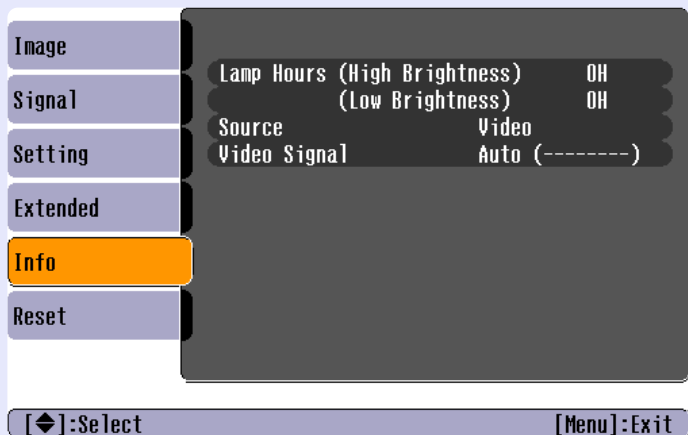 Image
Signal
Setting
Extended
Info
Reset
Lamp Hours (High Brightness) 0H
(Low Brightness) 0H
Source Video
Video Signal Auto (--------)
[◆]:Select [Menu]:Exit